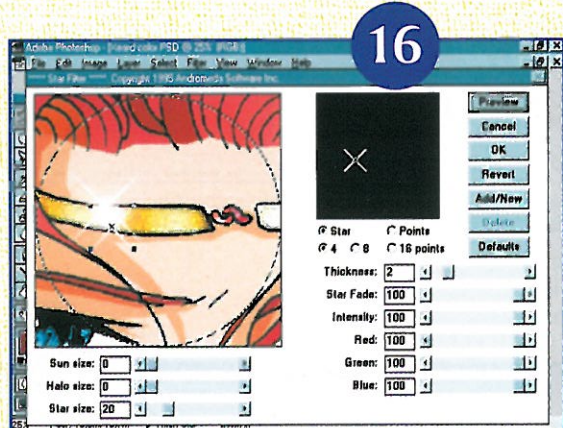 16
Adobe Photoshop - [Head color PSD @ 25% (RGB)]
File Edit Image Layer Select Filter View Window Help
**** Star Filter **** Copyright 1995 Andromeda Software Inc.
Preview
Cancel
OK
Revert
Add/New
Delete
Defaults
Star Points
4 8 16 points
Thickness: 2
Star Fade: 100
Intensity: 100
Red: 100
Green: 100
Blue: 100
Sun size: 0
Halo size: 0
Star size: 20